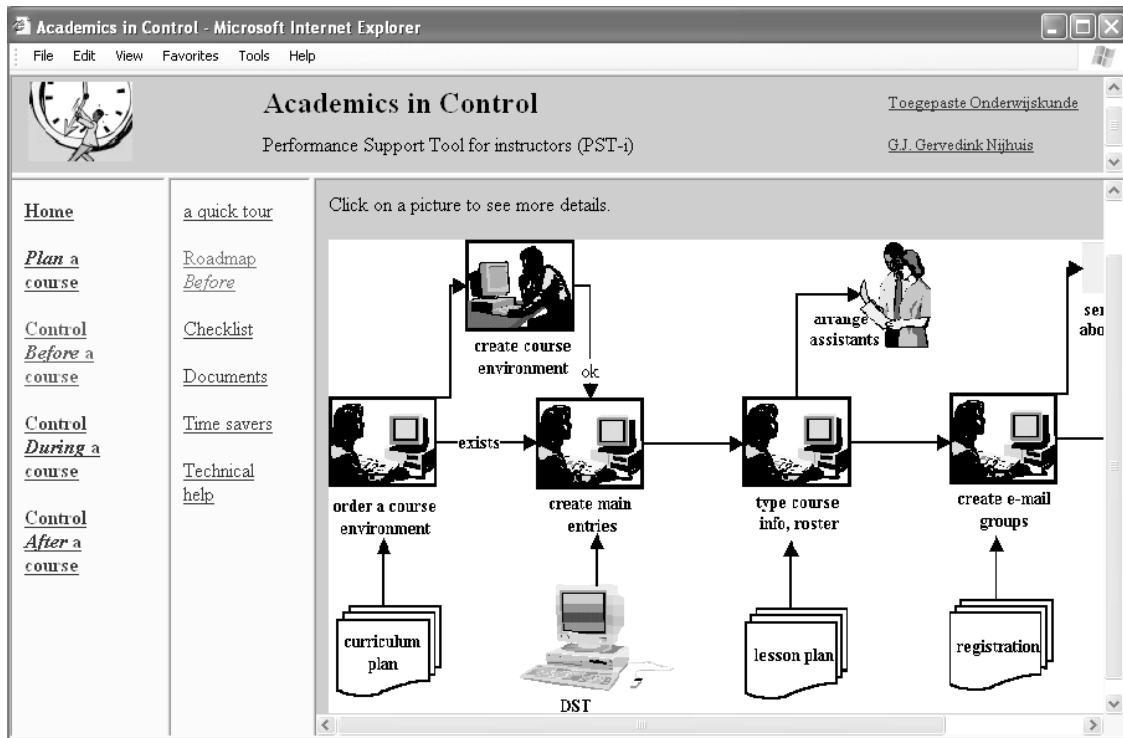 Academics in Control - Microsoft Internet Explorer
File Edit View Favorites Tools Help
Academics in Control
Performance Support Tool for instructors (PST-i)
Toegepaste Onderwijskunde
G.J. Gervedink Nijhuis
Home
Plan a
course
Control
Before a
course
Control
During a
course
Control
After a
course
a quick tour
Roadmap
Before
Checklist
Documents
Time savers
Technical
help
Click on a picture to see more details.
create course
environment
ok
arrange
assistants
exists
order a course
environment
create main
entries
type course
info, roster
create e-mail
groups
curriculum
plan
DST
lesson plan
registration